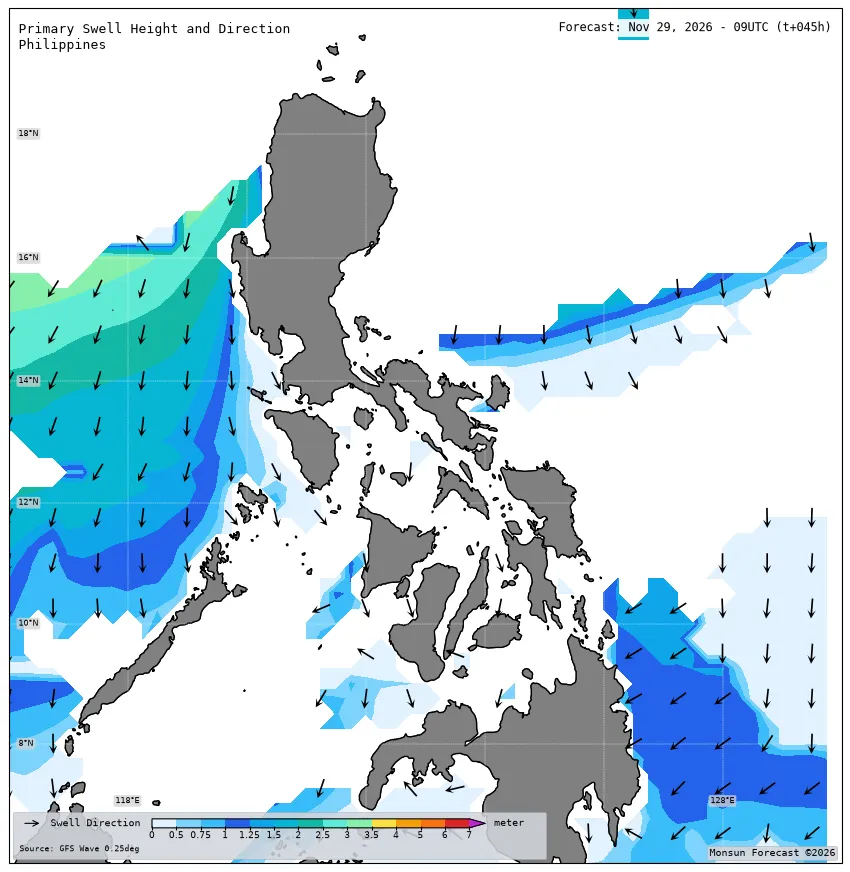 Primary Swell Height and Direction
Philippines
Forecast: Nov 29, 2026 - 09UTC (t+045h)
18°N
16°N
14°N
12°N
10°N
8°N
118°E
128°E
Swell Direction
0 0.5 0.75 1 1.25 1.5 2 2.5 3 3.5 4 5 6 7
meter
Source: GFS Wave 0.25deg
Monsun Forecast ©2026